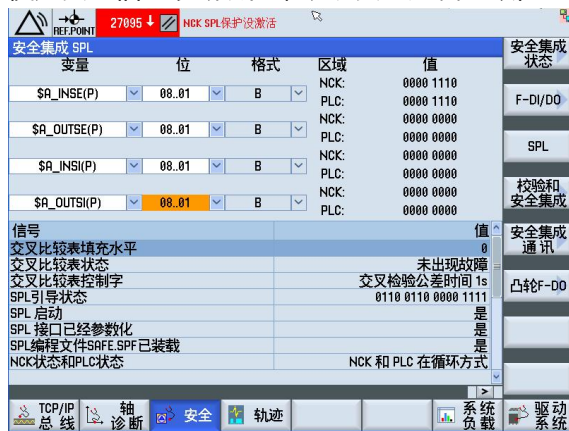 REF.POINT 27095 NCK SPL保护没激活
安全集成 SPL
变量 位 格式 区域 值
$A_INSE(P) 08..01 B NCK: 0000 1110
PLC: 0000 1110
$A_OUTSE(P) 08..01 B NCK: 0000 0000
PLC: 0000 0000
$A_INSI(P) 08..01 B NCK: 0000 0000
PLC: 0000 0000
$A_OUTSI(P) 08..01 B NCK: 0000 0000
PLC: 0000 0000
信号 值
交叉比较表填充水平 0
交叉比较表状态 未出现故障
交叉比较表控制字 交叉检验公差时间 1s
SPL引导状态 0110 0110 0000 1111
SPL 启动 是
SPL 接口已经参数化 是
SPL编程文件SAFE.SPF已装载 是
NCK状态和PLC状态 NCK 和 PLC 在循环方式
安全集成
状态
F-DI/DO
SPL
校验和
安全集成
安全集成
通讯
凸轮F-DO
TCP/IP
总线
轴
诊断
安全
轨迹
系统
负载
驱动
系统